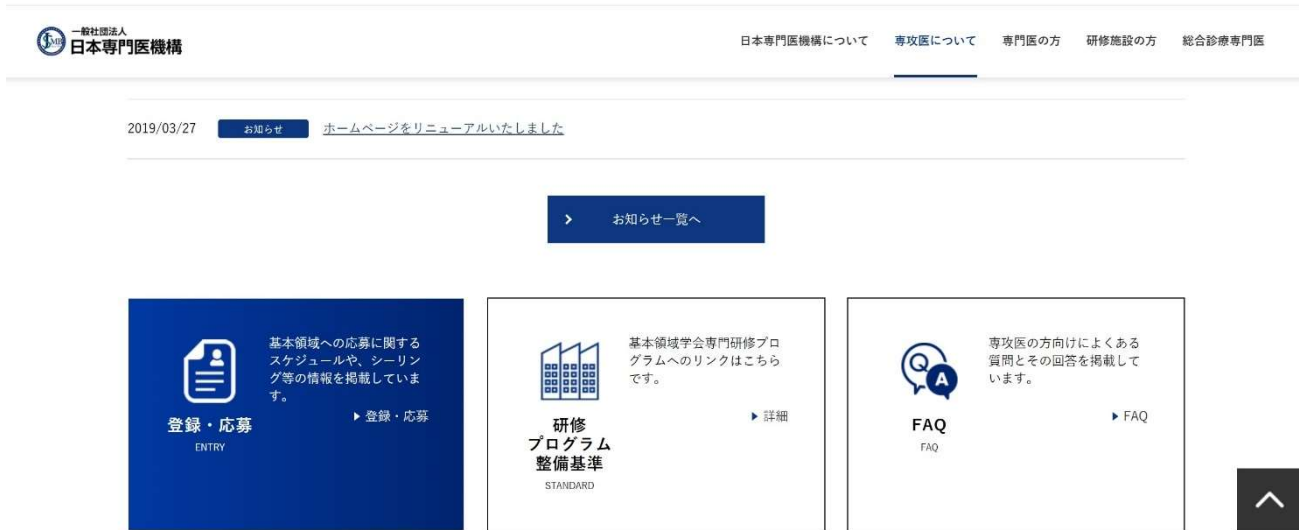 一般社団法人
日本専門医機構
日本専門医機構について 専攻医について 専門医の方 研修施設の方 総合診療専門医
2019/03/27 お知らせ ホームページをリニューアルいたしました
お知らせ一覧へ
基本領域への応募に関する
スケジュールや、シーリン
グ等の情報を掲載していま
す。
登録・応募
登録・応募
ENTRY
基本領域学会専門研修プロ
グラムへのリンクはこちら
です。
詳細
研修
プログラム
整備基準
STANDARD
専攻医の方向けによくある
質問とその回答を掲載して
います。
Q A
FAQ
FAQ
FAQ